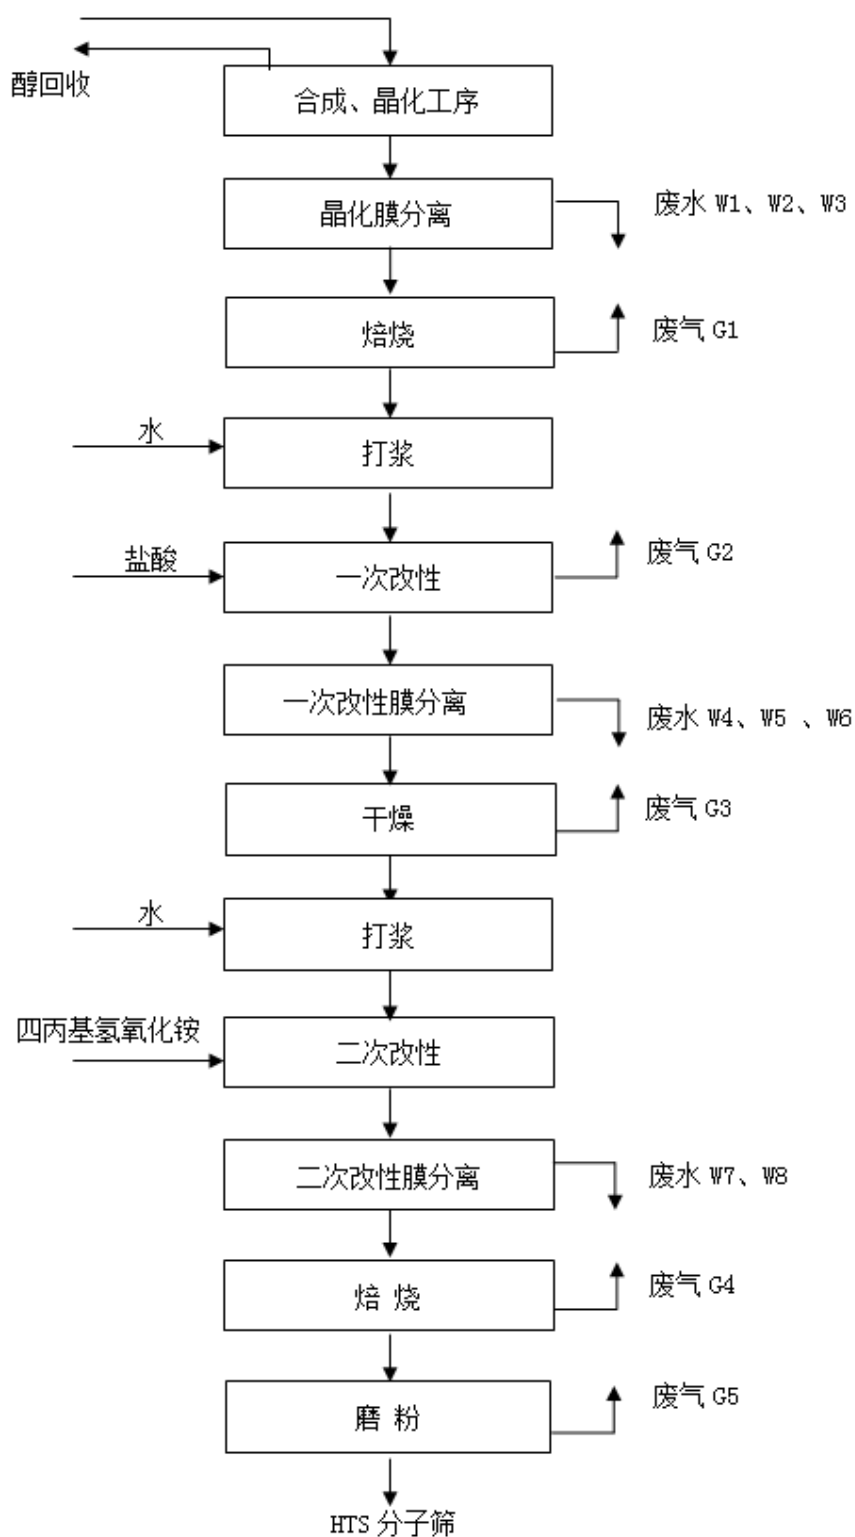 醇回收
合成、晶化工序
晶化膜分离
废水 W1、W2、W3
焙烧
废气 G1
水
打浆
盐酸
一次改性
废气 G2
一次改性膜分离
废水 W4、W5 、W6
干燥
废气 G3
水
打浆
四丙基氢氧化铵
二次改性
二次改性膜分离
废水 W7、W8
焙 烧
废气 G4
磨 粉
废气 G5
HTS 分子筛